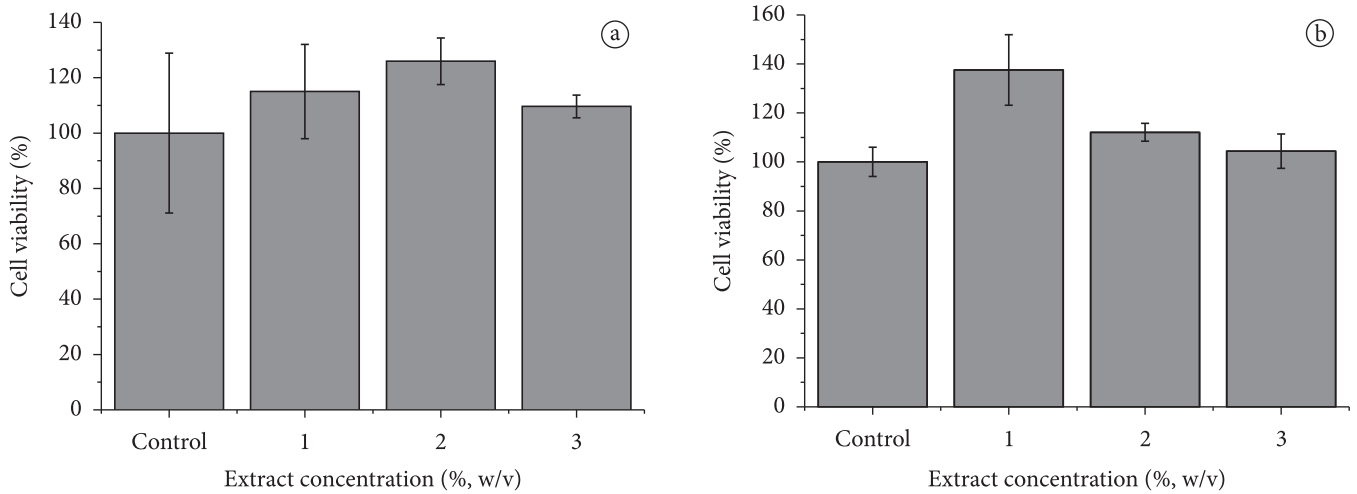 140
120
100
80
60
40
20
0
Cell viability (%)
Control 1 2 3
Extract concentration (%, w/v)
a
160
140
120
100
80
60
40
20
0
Cell viability (%)
Control 1 2 3
Extract concentration (%, w/v)
b